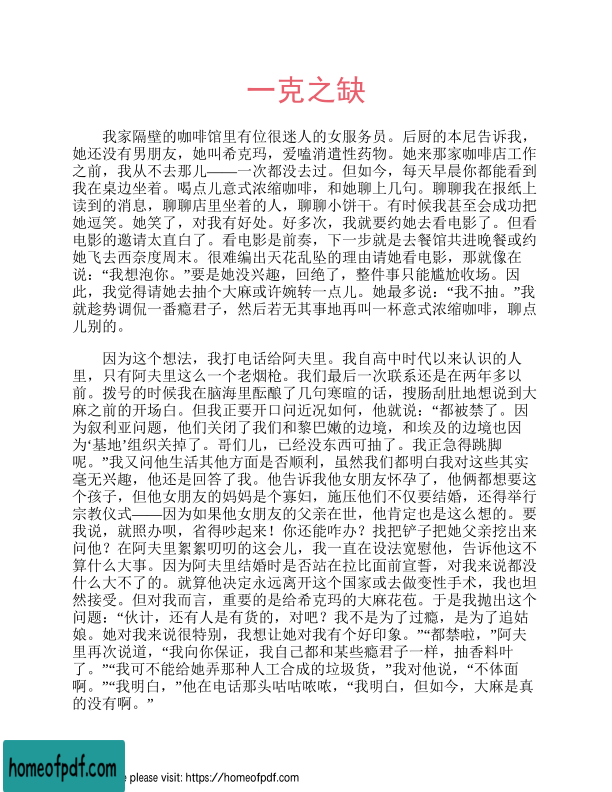 一克之缺
我家隔壁的咖啡馆里有位很迷人的女服务员。后厨的本尼告诉我，
她还没有男朋友，她叫希克玛，爱嗑消遣性药物。她来那家咖啡店工作
之前，我从不去那儿——一次都没去过。但如今，每天早晨你都能看到
我在桌边坐着。喝点儿意式浓缩咖啡，和她聊上几句。聊聊我在报纸上
读到的消息，聊聊店里坐着的人，聊聊小饼干。有时候我甚至会成功把
她逗笑。她笑了，对我有好处。好多次，我就要约她去看电影了。但看
电影的邀请太直白了。看电影是前奏，下一步就是去餐馆共进晚餐或约
她飞去西奈度周末。很难编出天花乱坠的理由请她看电影，那就像在
说：“我想泡你。”要是她没兴趣，回绝了，整件事只能尴尬收场。因
此，我觉得请她去抽个大麻或许婉转一点儿。她最多说：“我不抽。”我
就趁势调侃一番瘾君子，然后若无其事地再叫一杯意式浓缩咖啡，聊点
儿别的。
因为这个想法，我打电话给阿夫里。我自高中时代以来认识的人
里，只有阿夫里这么一个老烟枪。我们最后一次联系还是在两年多以
前。拨号的时候我在脑海里酝酿了几句寒暄的话，搜肠刮肚地想说到大
麻之前的开场白。但我正要开口问近况如何，他就说：“都被禁了。因
为叙利亚问题，他们关闭了我们和黎巴嫩的边境，和埃及的边境也因
为‘基地’组织关掉了。哥们儿，已经没东西可抽了。我正急得跳脚
呢。”我又问他生活其他方面是否顺利，虽然我们都明白我对这些其实
毫无兴趣，他还是回答了我。他告诉我他女朋友怀孕了，他俩都想要这
个孩子，但他女朋友的妈妈是个寡妇，施压他们不仅要结婚，还得举行
宗教仪式——因为如果他女朋友的父亲在世，他肯定也是这么想的。要
我说，就照办呗，省得吵起来！你还能咋办？找把铲子把她父亲挖出来
问他？在阿夫里絮絮叨叨的这会儿，我一直在设法宽慰他，告诉他这不
算什么大事。因为阿夫里结婚时是否站在拉比面前宣誓，对我来说都没
什么大不了的。就算他决定永远离开这个国家或去做变性手术，我也坦
然接受。但对我而言，重要的是给希克玛的大麻花苞。于是我抛出这个
问题：“伙计，还有人是有货的，对吧？我不是为了过瘾，是为了追姑
娘。她对我来说很特别，我想让她对我有个好印象。”“都禁啦，”阿夫
里再次说道，“我向你保证，我自己都和某些瘾君子一样，抽香料叶
了。”“我可不能给她弄那种人工合成的垃圾货，”我对他说，“不体面
啊。”“我明白，”他在电话那头咕咕哝哝，“我明白，但如今，大麻是真
的没有啊。”
homeofpdf.com
e please visit: https://homeofpdf.com